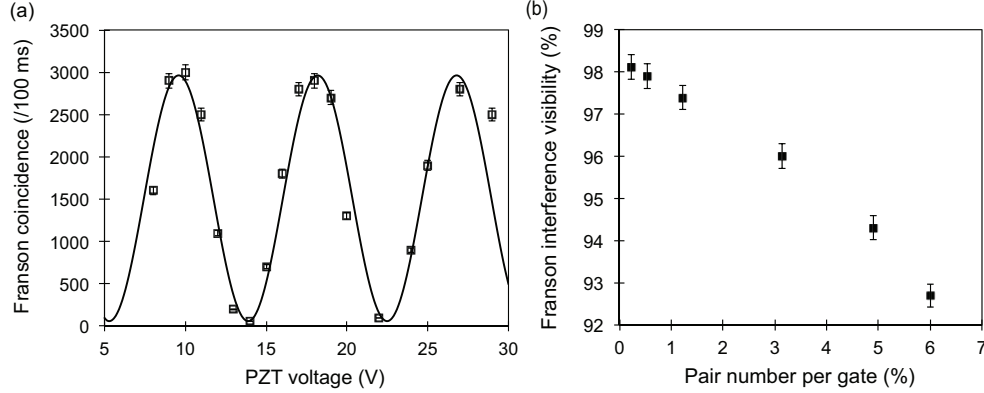 (a)
Franson coincidence (/100 ms)
3500
3000
2500
2000
1500
1000
500
0
5 10 15 20 25 30
PZT voltage (V)
(b)
Franson interference visibility (%)
99
98
97
96
95
94
93
92
0 1 2 3 4 5 6 7
Pair number per gate (%)